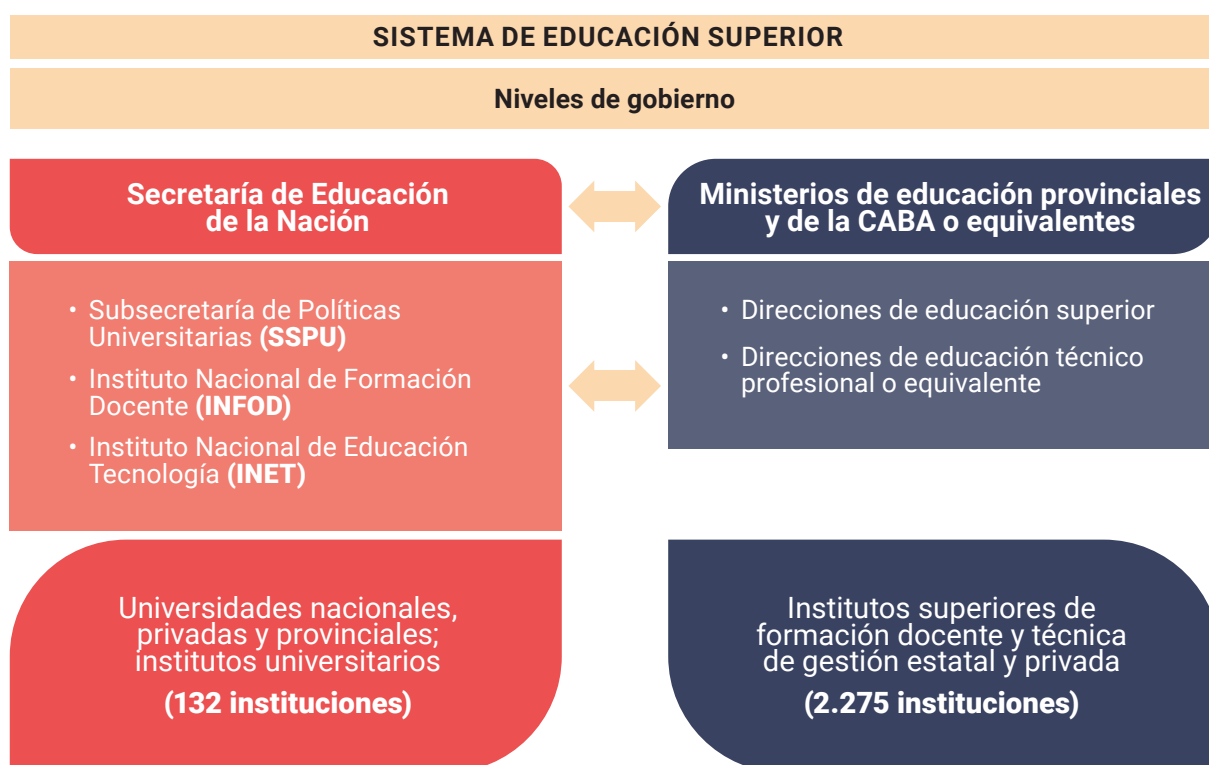 SISTEMA DE EDUCACIÓN SUPERIOR
Niveles de gobierno
Secretaría de Educación
de la Nación
Ministerios de educación provinciales
y de la CABA o equivalentes
• Subsecretaría de Políticas
Universitarias (SSPU)
• Instituto Nacional de Formación
Docente (INFOD)
• Instituto Nacional de Educación
Tecnología (INET)
• Direcciones de educación superior
• Direcciones de educación técnico
profesional o equivalente
Universidades nacionales,
privadas y provinciales;
institutos universitarios
(132 instituciones)
Institutos superiores de
formación docente y técnica
de gestión estatal y privada
(2.275 instituciones)